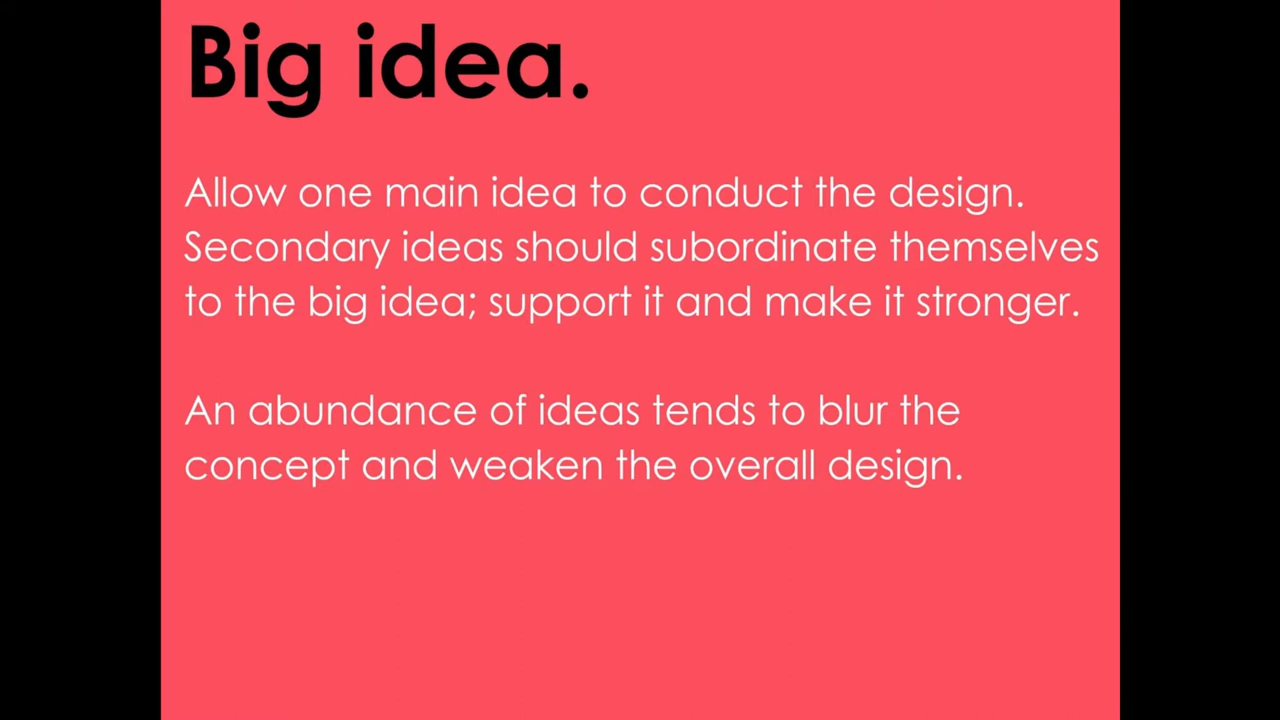 Big idea.
Allow one main idea to conduct the design.
Secondary ideas should subordinate themselves
to the big idea; support it and make it stronger.
An abundance of ideas tends to blur the
concept and weaken the overall design.